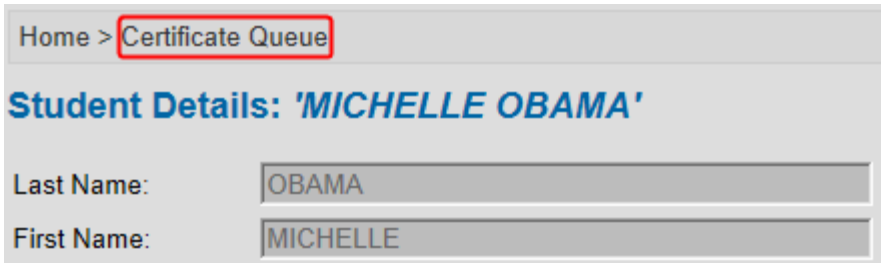 Home > Certificate Queue
Student Details: 'MICHELLE OBAMA'
Last Name: OBAMA
First Name: MICHELLE